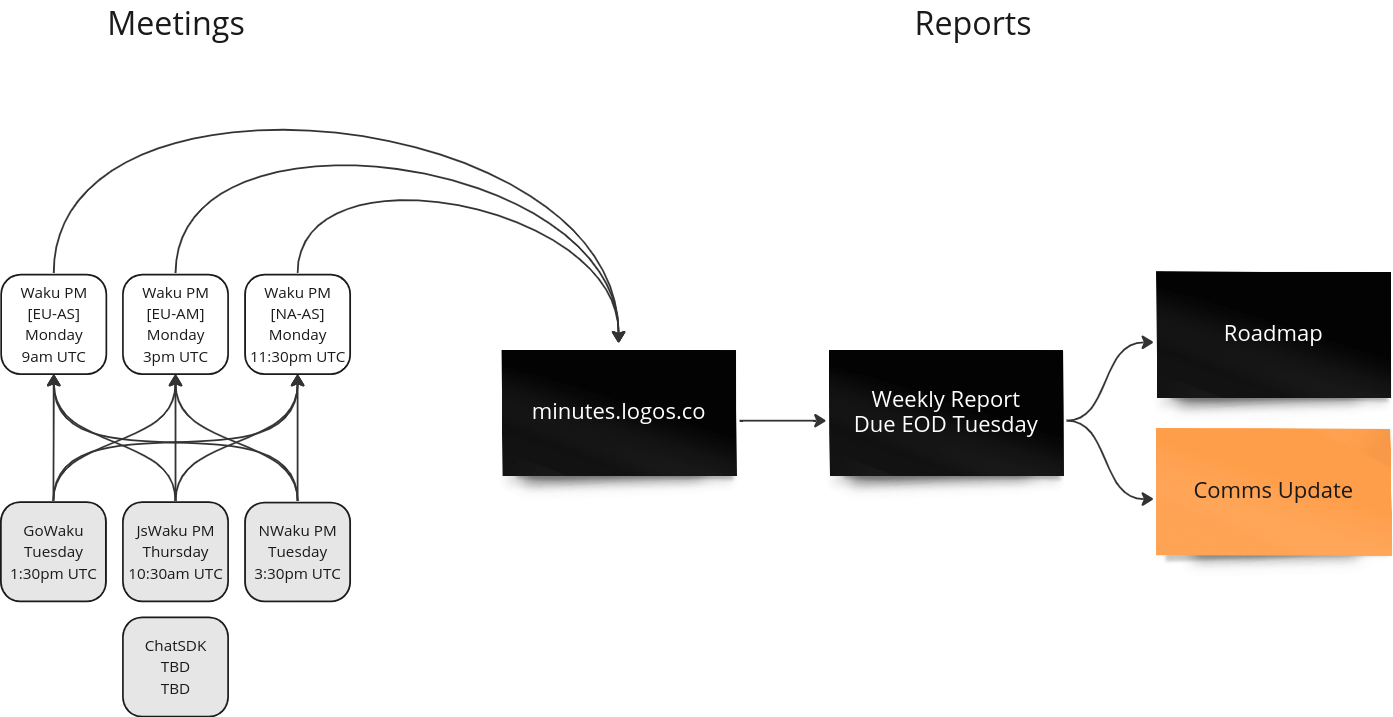 Meetings
Reports
Waku PM
[EU-AS]
Monday
9am UTC
Waku PM
[EU-AM]
Monday
3pm UTC
Waku PM
[NA-AS]
Monday
11:30pm UTC
minutes.logos.co
Weekly Report
Due EOD Tuesday
Roadmap
Comms Update
GoWaku
Tuesday
1:30pm UTC
JsWaku PM
Thursday
10:30am UTC
NWaku PM
Tuesday
3:30pm UTC
ChatSDK
TBD
TBD